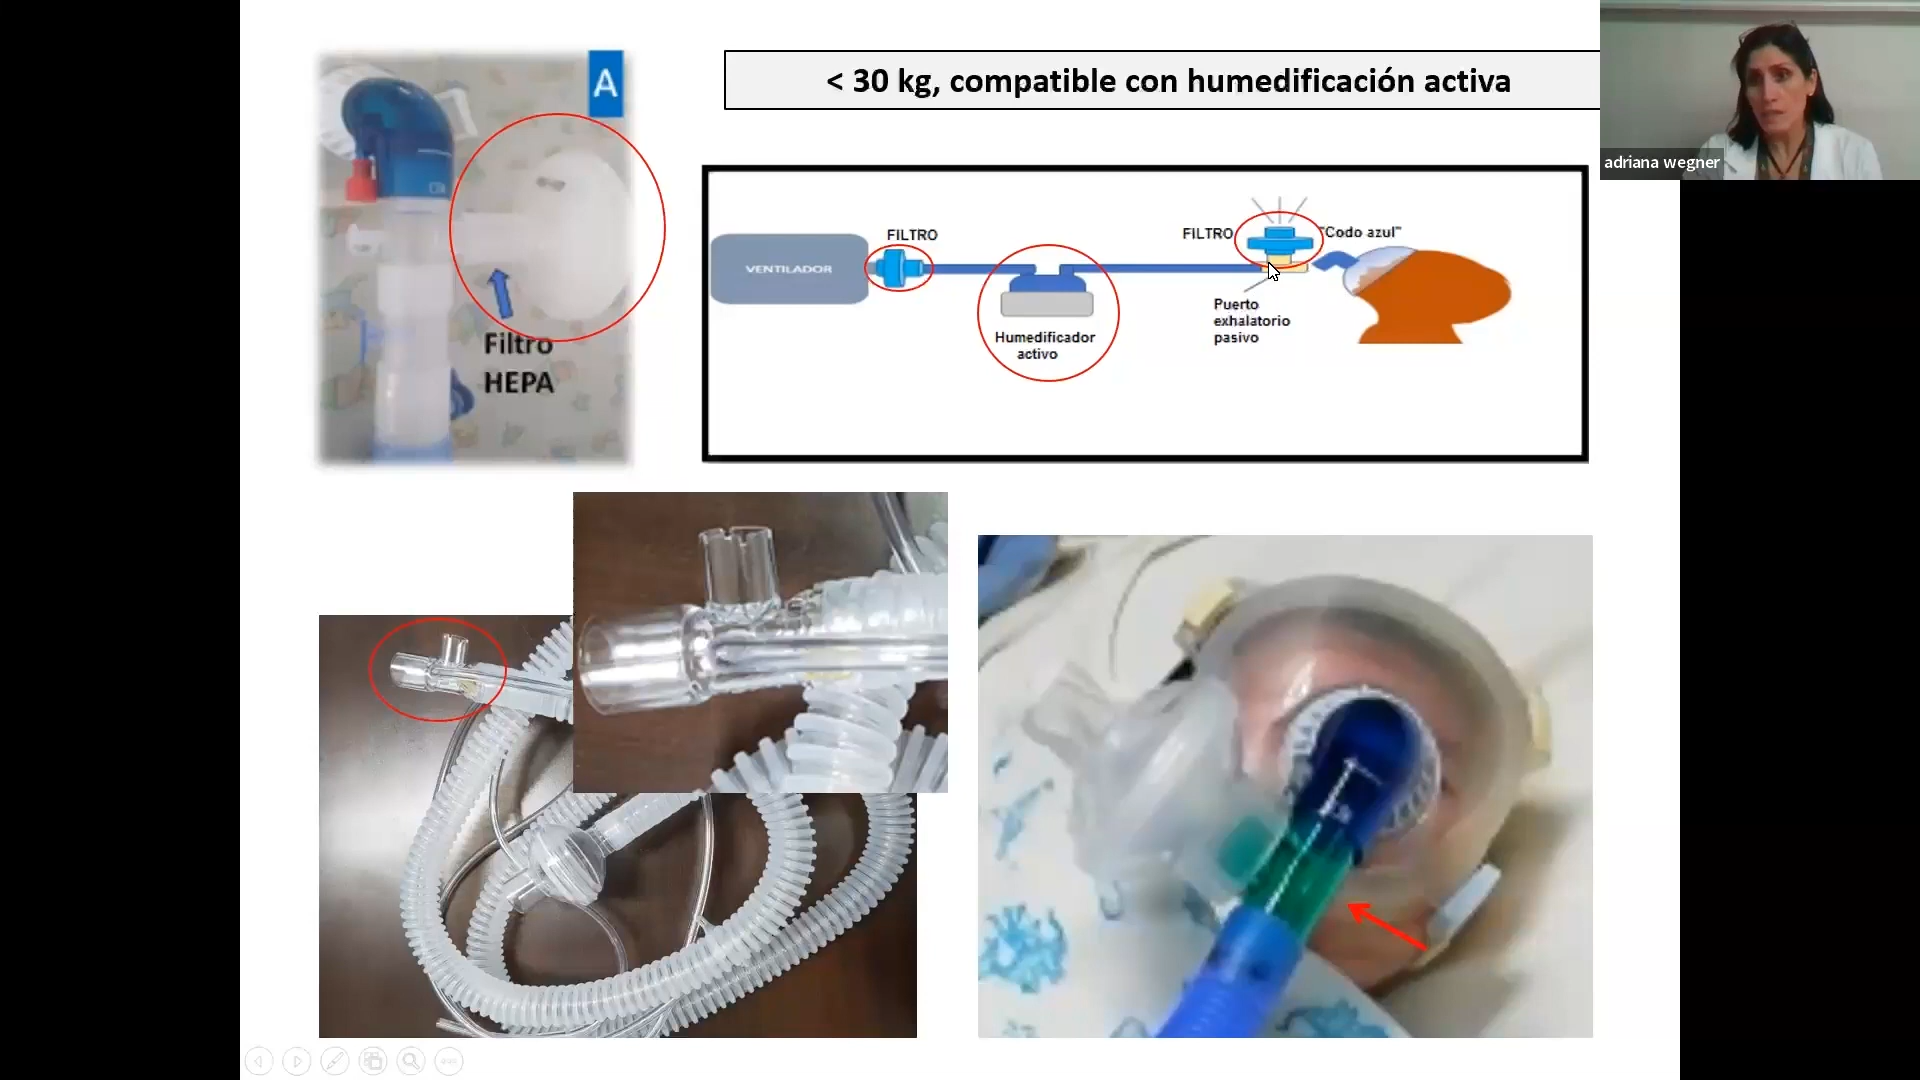 A
< 30 kg, compatible con humedificación activa
adriana wegner
FILTRO
FILTRO
"Codo azul"
VENTILADOR
Puerto
exhalatorio
pasivo
Humedificador
activo
Filtro
HEPA